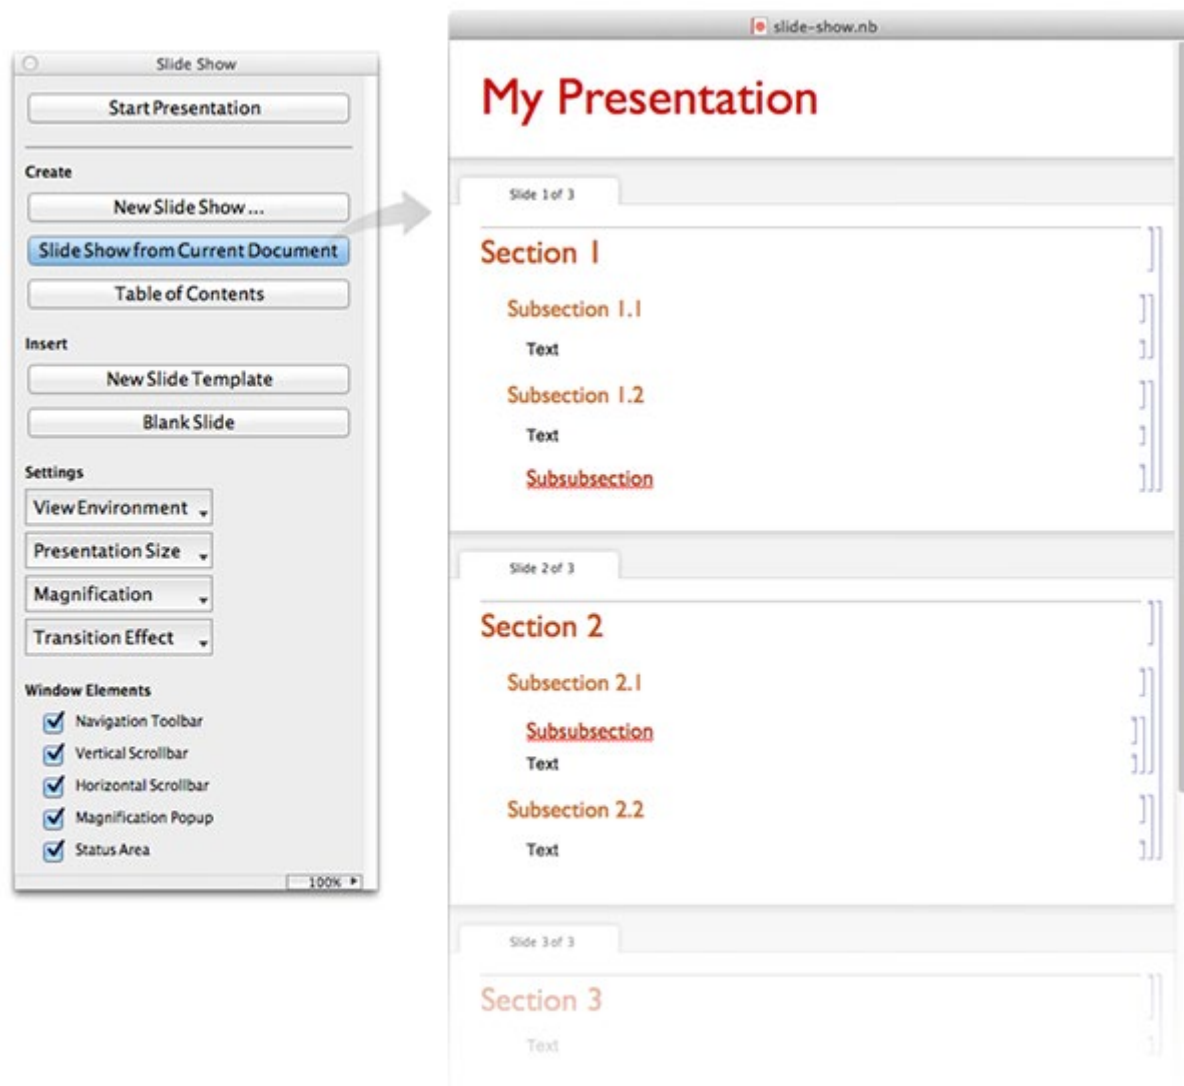 Slide Show
Start Presentation
Create
New Slide Show ...
Slide Show from Current Document
Table of Contents
Insert
New Slide Template
Blank Slide
Settings
View Environment
Presentation Size
Magnification
Transition Effect
Window Elements
Navigation Toolbar
Vertical Scrollbar
Horizontal Scrollbar
Magnification Popup
Status Area
100%
slide-show.nb
My Presentation
Slide 1 of 3
Section 1
Subsection 1.1
Text
Subsection 1.2
Text
Subsubsection
Slide 2 of 3
Section 2
Subsection 2.1
Subsubsection
Text
Subsection 2.2
Text
Slide 3 of 3
Section 3
Text